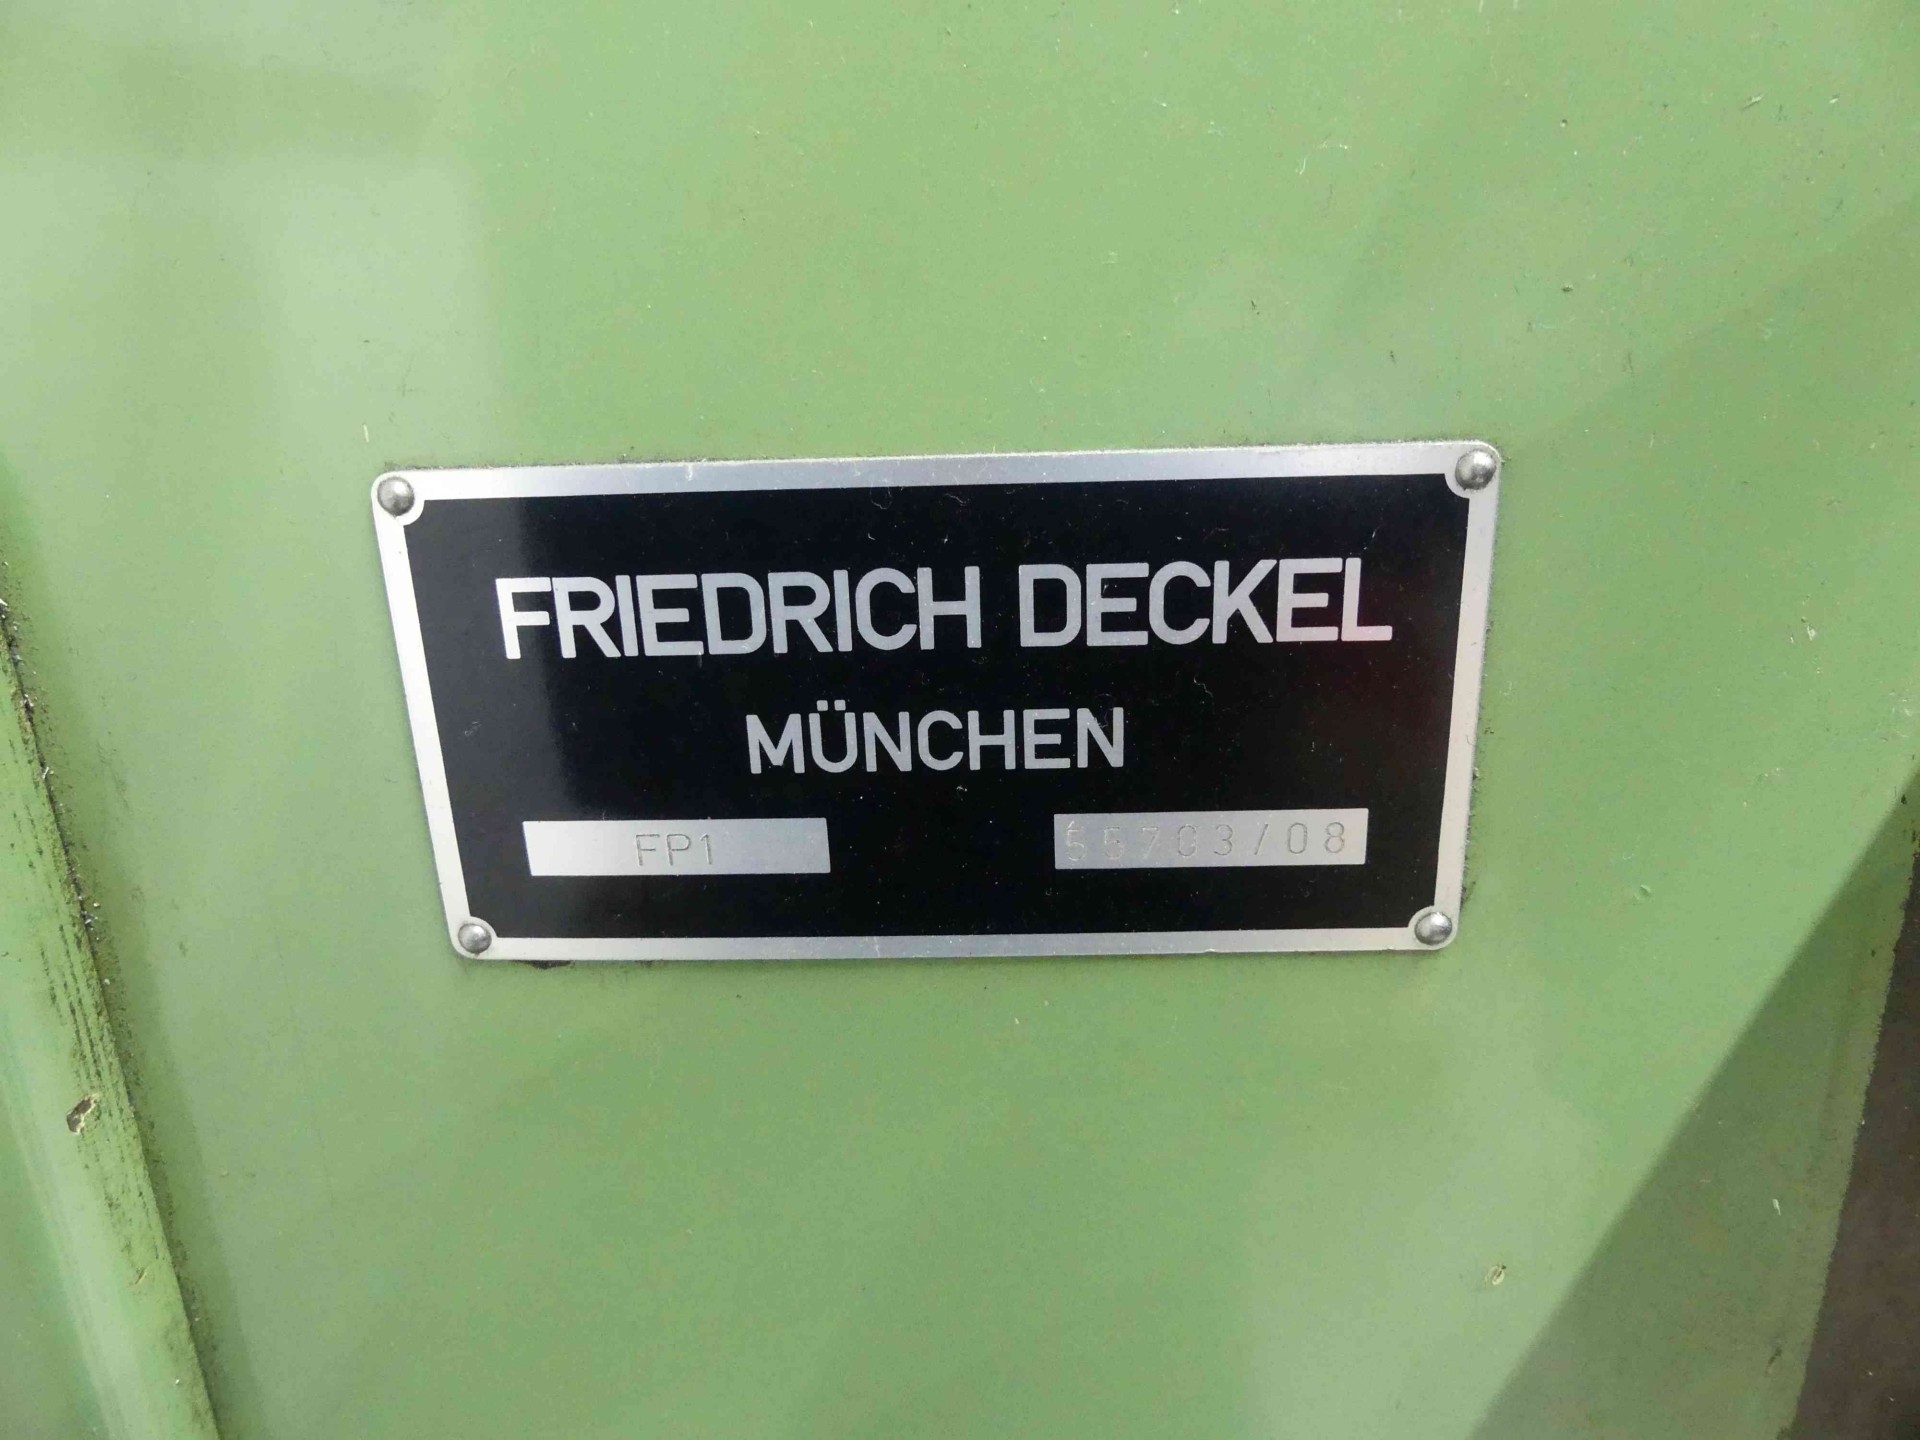 FRIEDRICH DECKEL
MÜNCHEN
FP1 55703/08